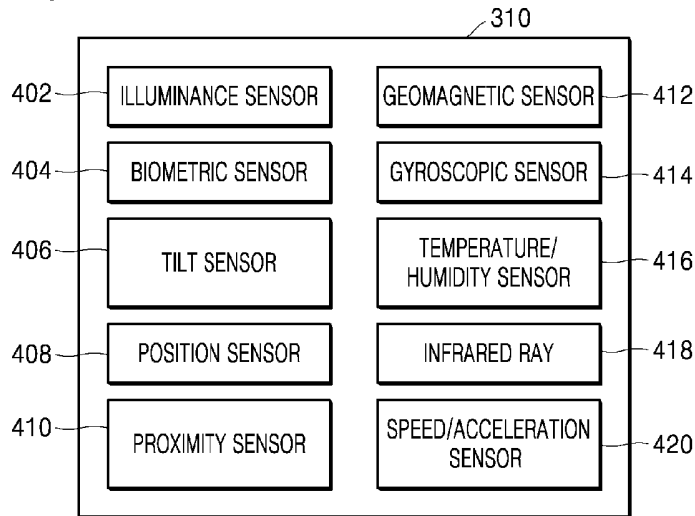 310
402
ILLUMINANCE SENSOR
GEOMAGNETIC SENSOR
412
404
BIOMETRIC SENSOR
GYROSCOPIC SENSOR
414
406
TILT SENSOR
TEMPERATURE/
HUMIDITY SENSOR
416
408
POSITION SENSOR
INFRARED RAY
418
410
PROXIMITY SENSOR
SPEED/ACCELERATION
SENSOR
420